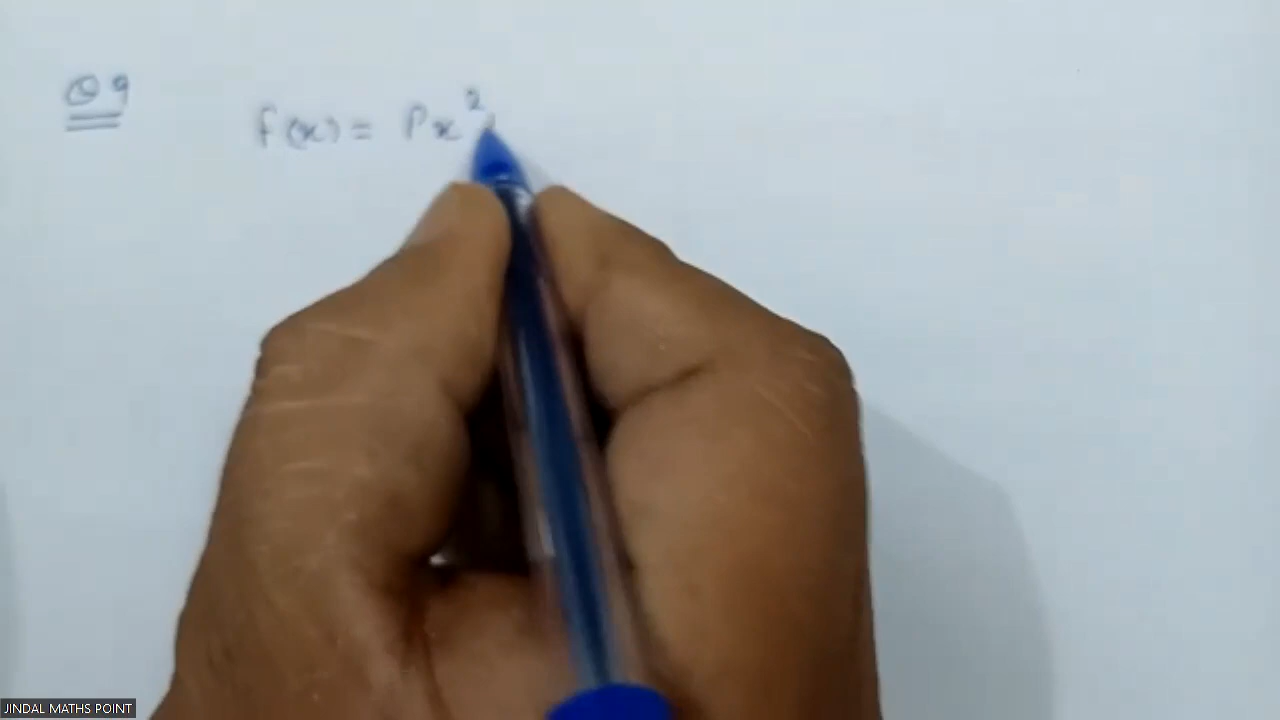 Q9 f(x) = Px²
JINDAL MATHS POINT